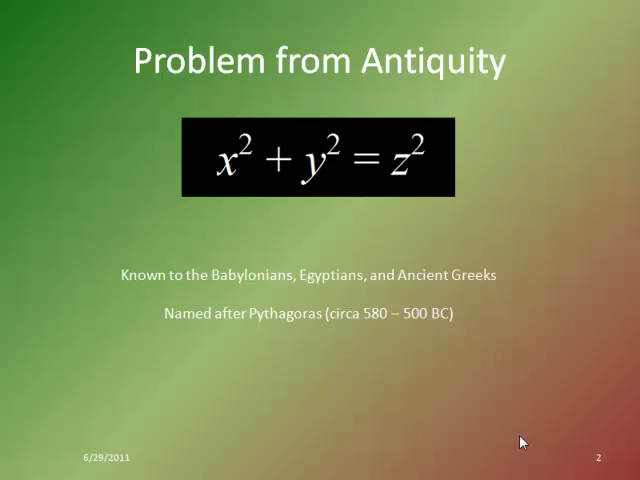 Problem from Antiquity
x² + y² = z²
Known to the Babylonians, Egyptians, and Ancient Greeks
Named after Pythagoras (circa 580 – 500 BC)
6/29/2011
2